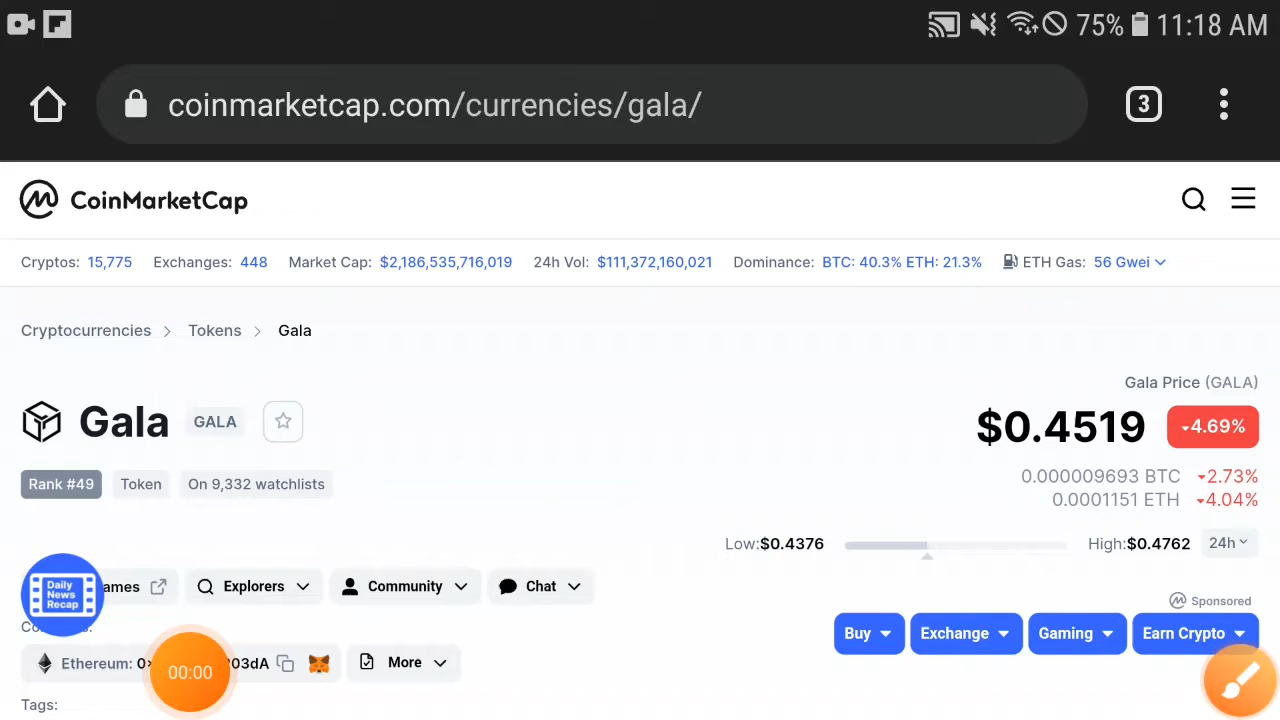 75% 11:18 AM
coinmarketcap.com/currencies/gala/ 3
CoinMarketCap
Cryptos: 15,775 Exchanges: 448 Market Cap: $2,186,535,716,019 24h Vol: $111,372,160,021 Dominance: BTC: 40.3% ETH: 21.3% ETH Gas: 56 Gwei
Cryptocurrencies > Tokens > Gala
Gala Price (GALA)
Gala GALA $0.4519 4.69%
Rank #49 Token On 9,332 watchlists 0.000009693 BTC 2.73%
0.0001151 ETH 4.04%
Low:$0.4376 High:$0.4762 24h
Daily
News
Recap
ames Explorers Community Chat
Sponsored
Buy Exchange Gaming Earn Crypto
Ethereum: 03dA More
00:00
Tags: